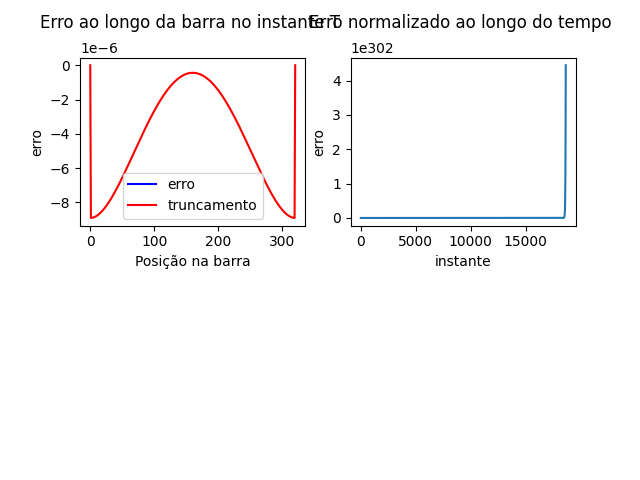 Erro ao longo da barra no instante T
Erro normalizado ao longo do tempo
1e−6
0
−2
−4
−6
−8
erro
erro
truncamento
0
100
200
300
Posição na barra
1e302
4
3
2
1
0
erro
0
5000
10000
15000
instante